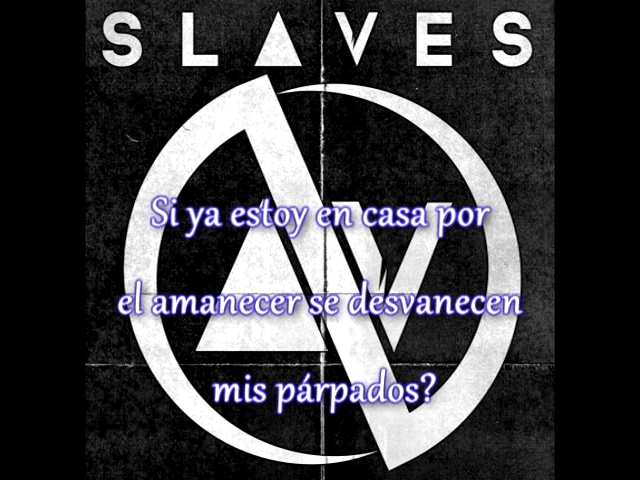 SLAVES
Si ya estoy en casa por
el amanecer se desvanecen
mis párpados?